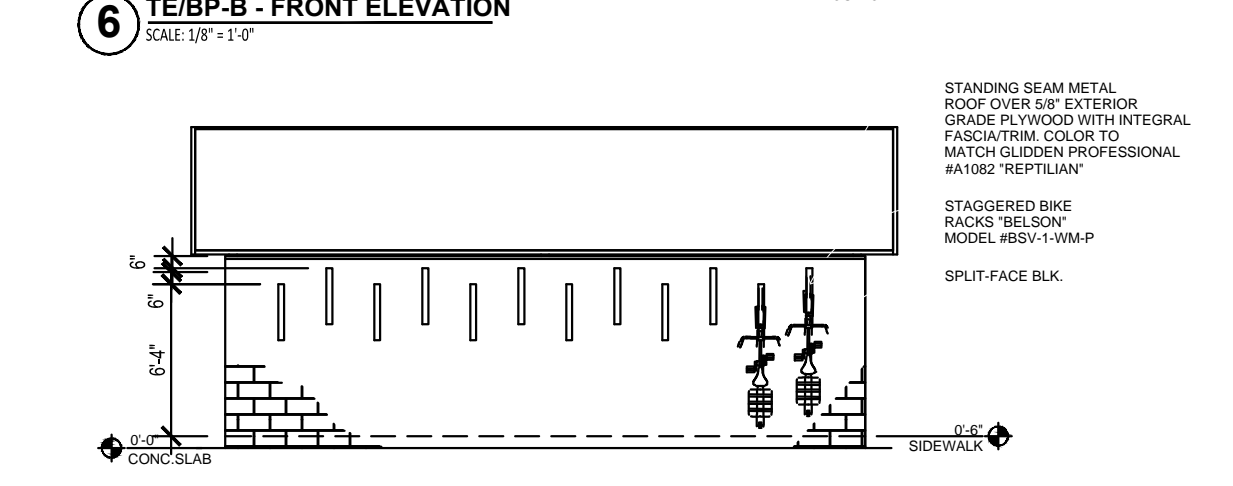 6
TE/BP-B - FRONT ELEVATION
SCALE: 1/8" = 1'-0"
STANDING SEAM METAL
ROOF OVER 5/8" EXTERIOR
GRADE PLYWOOD WITH INTEGRAL
FASCIA/TRIM. COLOR TO
MATCH GLIDDEN PROFESSIONAL
#A1082 "REPTILIAN"
STAGGERED BIKE
RACKS "BELSON"
MODEL #BSV-1-WM-P
SPLIT-FACE BLK.
6"
6"
6'-4"
0'-0"
CONC.SLAB
0'-6"
SIDEWALK